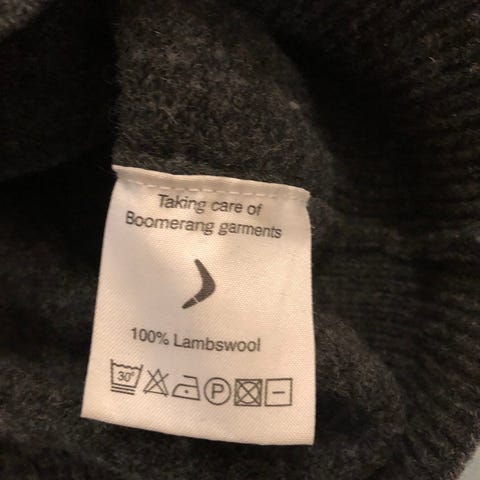 Taking care of
Boomerang garments
100% Lambswool
30° P